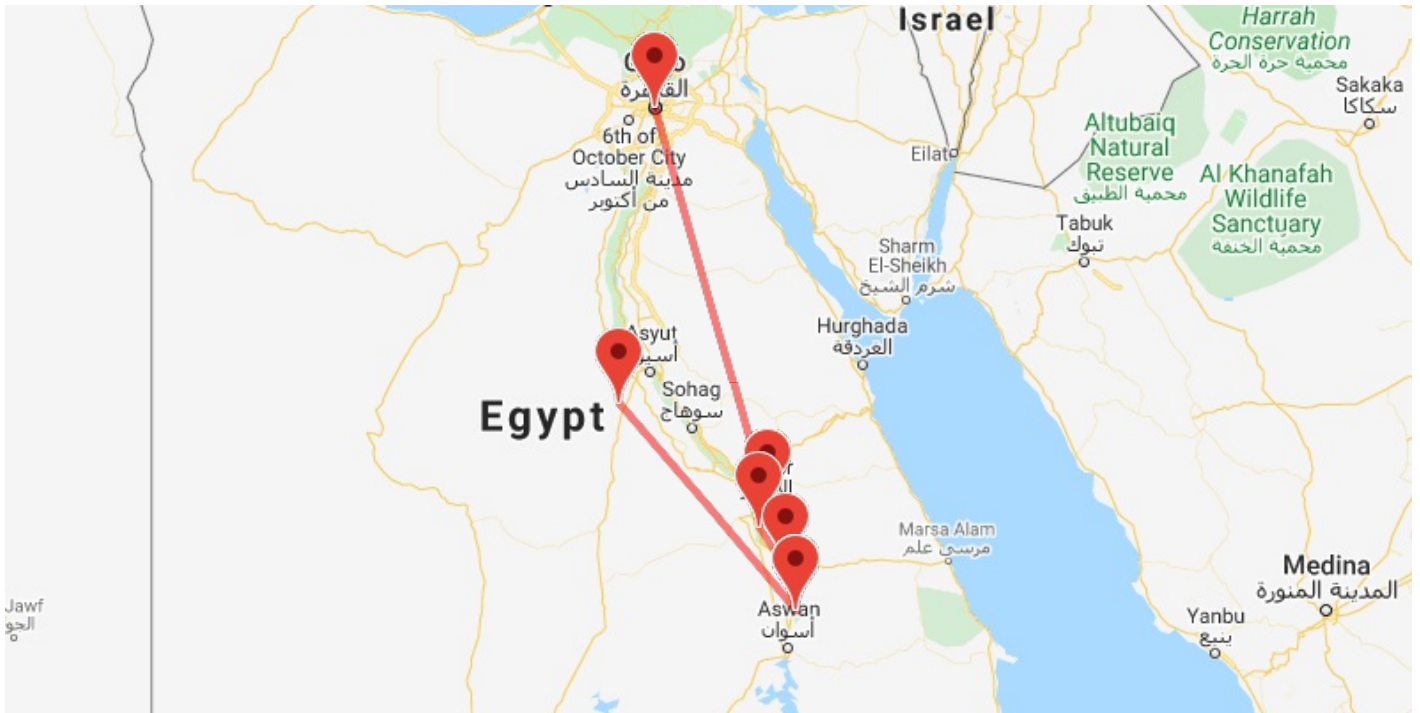 Israel
Harrah
Conservation
محمية حرة الحرة
Sakaka
سكاكا
6th of
October City
مدينة السادس
من أكتوبر
Eilat
Altubaiq
Natural
Reserve
محمية الطبيق
Al Khanafah
Wildlife
Sanctuary
محمية الخنفة
Tabuk
تبوك
Sharm
El-Sheikh
شرم الشيخ
Hurghada
الغردقة
Asyut
Sohag
سوهاج
Egypt
Marsa Alam
مرسى علم
Medina
المدينة المنورة
Yanbu
ينبع
Aswan
أسوان
Jawf